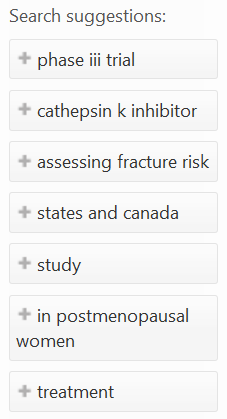 Search suggestions:
phase iii trial
cathepsin k inhibitor
assessing fracture risk
states and canada
study
in postmenopausal
women
treatment